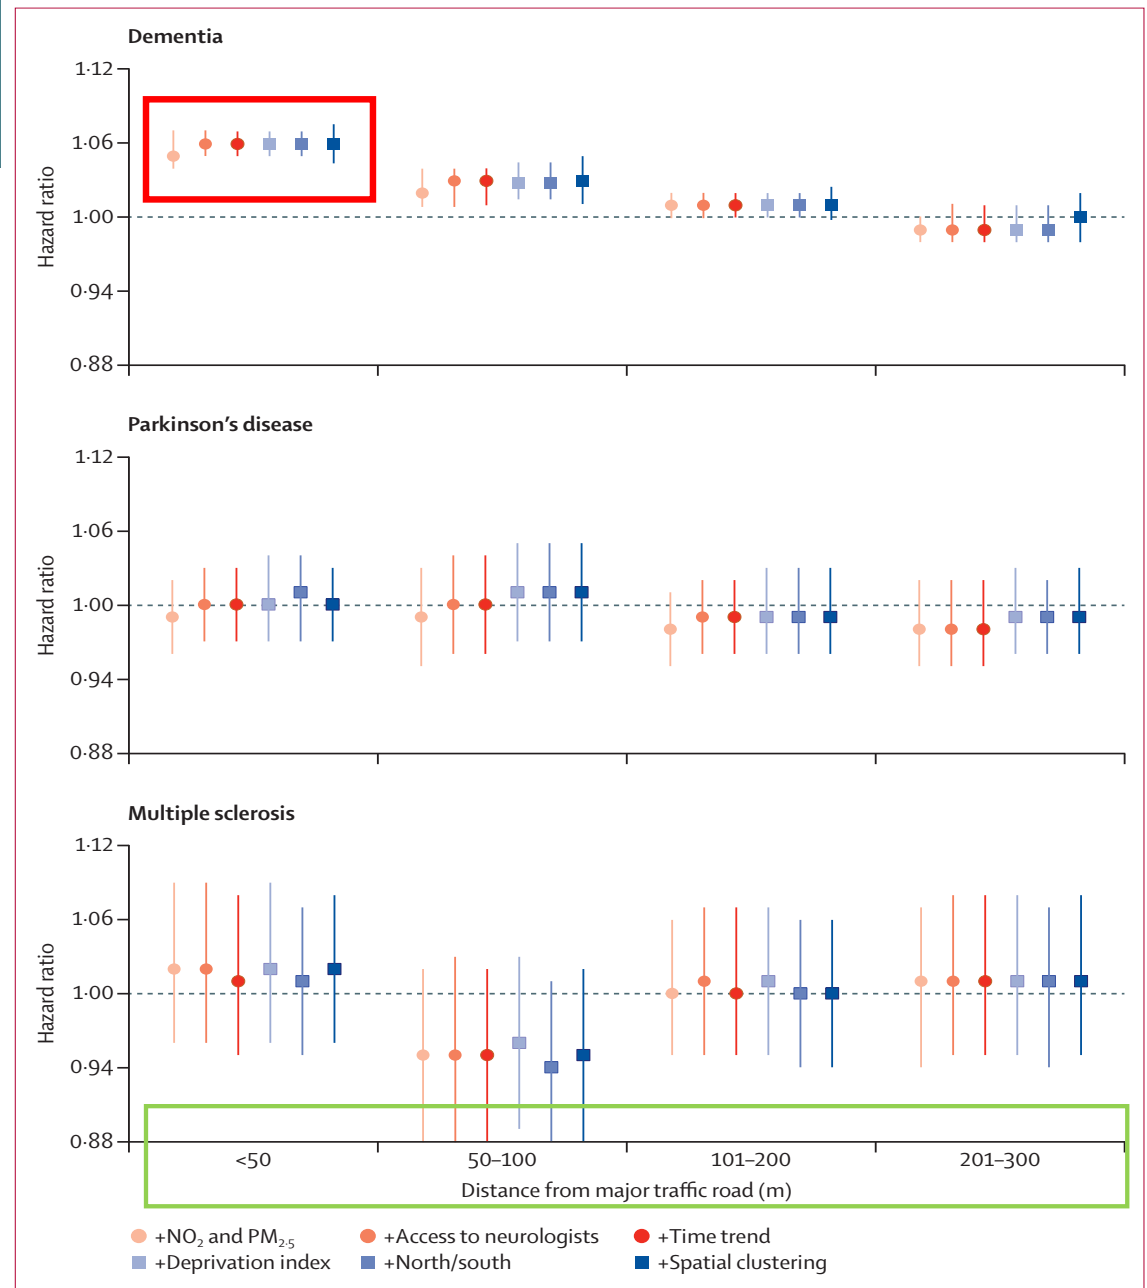 Dementia
1·12
1·06
1·00
0·94
0·88
Hazard ratio
Parkinson's disease
1·12
1·06
1·00
0·94
0·88
Hazard ratio
Multiple sclerosis
1·12
1·06
1·00
0·94
0·88
Hazard ratio
<50 50–100 101–200 201–300
Distance from major traffic road (m)
+NO₂ and PM₂·₅ +Access to neurologists +Time trend
+Deprivation index +North/south +Spatial clustering